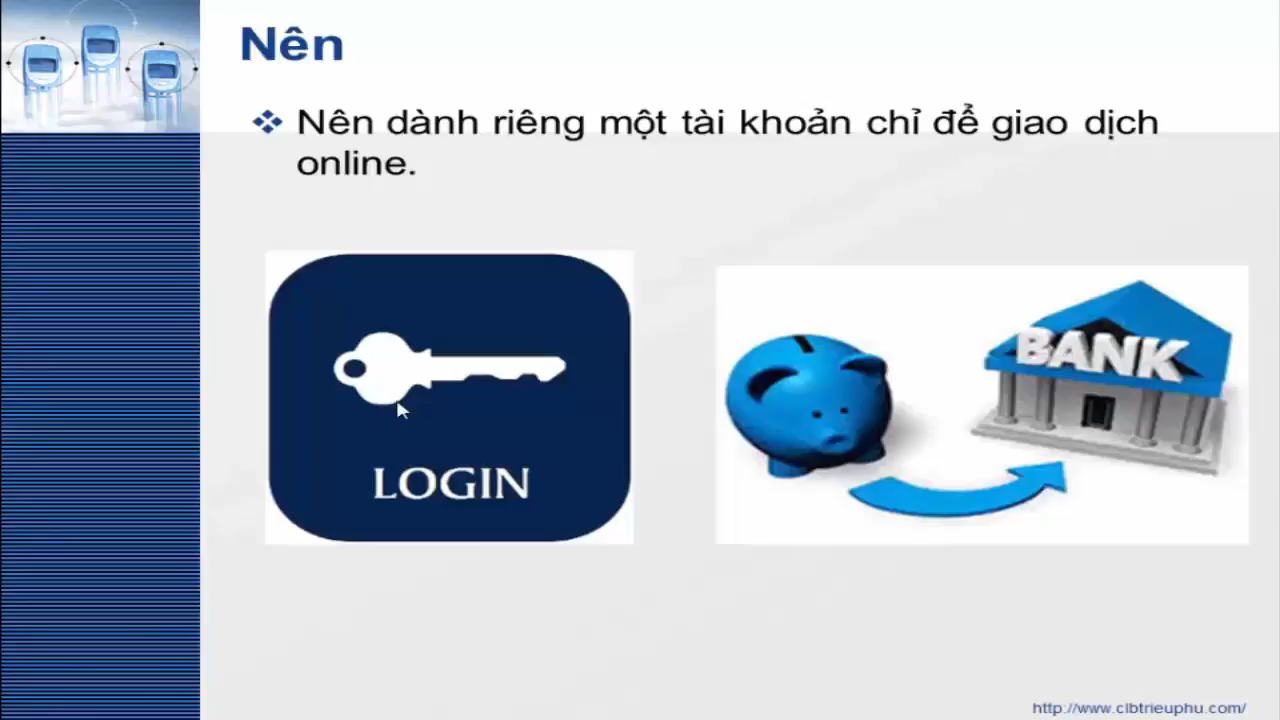 Nên
Nên dành riêng một tài khoản chỉ để giao dịch
online.
LOGIN
BANK
http://www.clbtrieuphu.com/